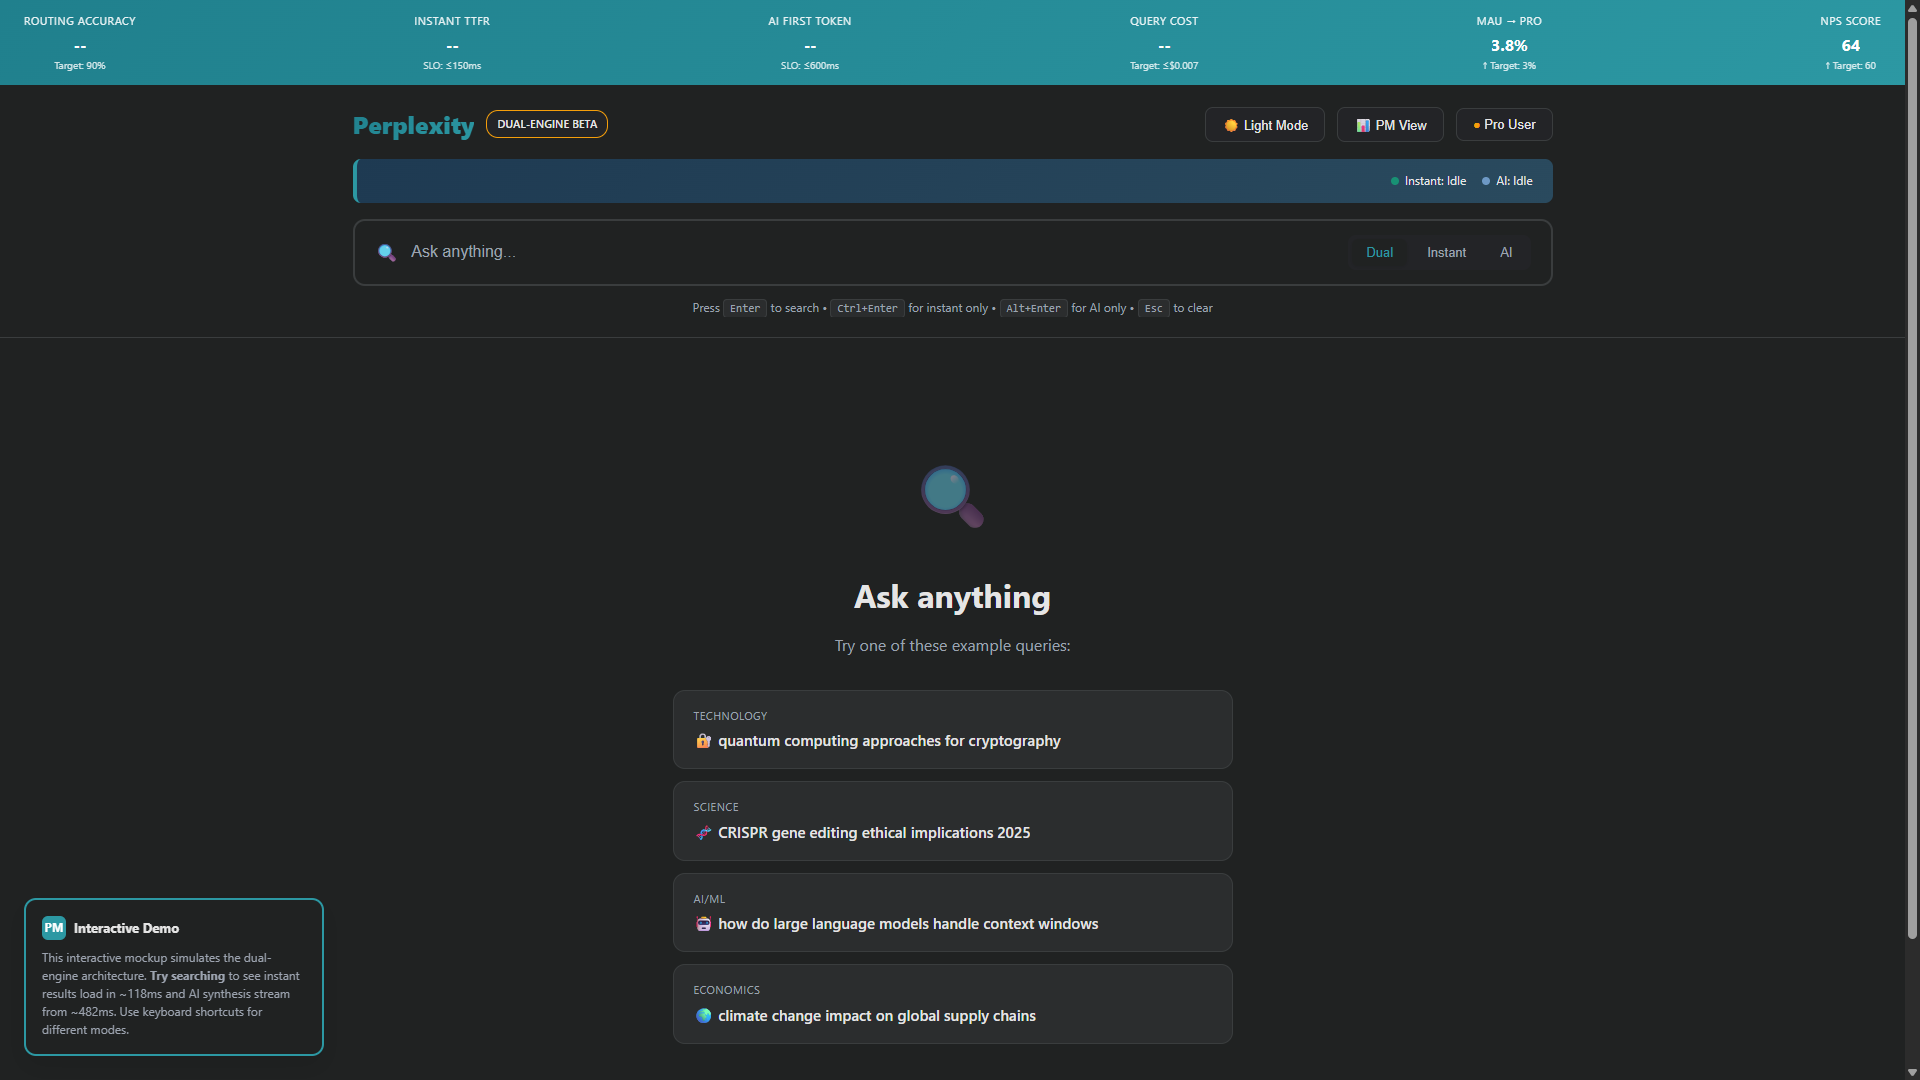 ROUTING ACCURACY
--
Target: 90%
INSTANT TTFR
--
SLO: ≤150ms
AI FIRST TOKEN
--
SLO: ≤600ms
QUERY COST
--
Target: ≤$0.007
MAU → PRO
3.8%
↑ Target: 3%
NPS SCORE
64
↑ Target: 60
Perplexity
DUAL-ENGINE BETA
Light Mode
PM View
Pro User
Instant: Idle
AI: Idle
Ask anything...
Dual
Instant
AI
Press Enter to search • Ctrl+Enter for instant only • Alt+Enter for AI only • Esc to clear
Ask anything
Try one of these example queries:
TECHNOLOGY
quantum computing approaches for cryptography
SCIENCE
CRISPR gene editing ethical implications 2025
AI/ML
how do large language models handle context windows
ECONOMICS
climate change impact on global supply chains
PM Interactive Demo
This interactive mockup simulates the dual-
engine architecture. Try searching to see instant
results load in ~118ms and AI synthesis stream
from ~482ms. Use keyboard shortcuts for
different modes.